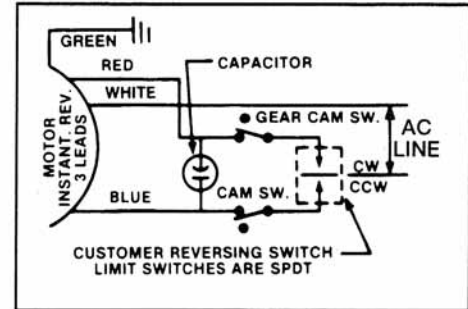 GREEN
RED
CAPACITOR
WHITE
GEAR CAM SW.
AC
LINE
MOTOR
INSTANT. REV.
3 LEADS
CW
CCW
BLUE
CAM SW.
CUSTOMER REVERSING SWITCH
LIMIT SWITCHES ARE SPDT